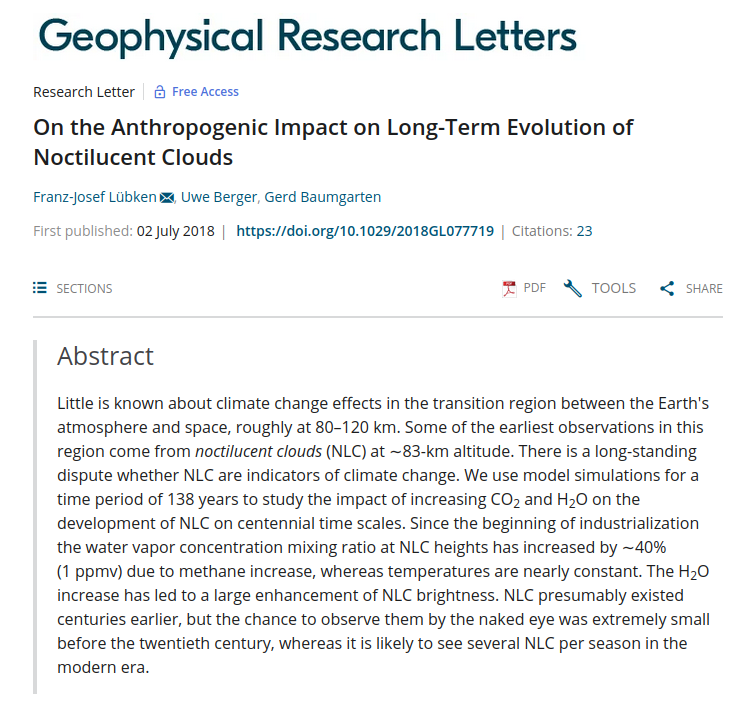 Geophysical Research Letters
Research Letter Free Access
On the Anthropogenic Impact on Long-Term Evolution of
Noctilucent Clouds
Franz-Josef Lübken, Uwe Berger, Gerd Baumgarten
First published: 02 July 2018 | https://doi.org/10.1029/2018GL077719 | Citations: 23
SECTIONS PDF TOOLS SHARE
Abstract
Little is known about climate change effects in the transition region between the Earth's
atmosphere and space, roughly at 80–120 km. Some of the earliest observations in this
region come from noctilucent clouds (NLC) at ~83-km altitude. There is a long-standing
dispute whether NLC are indicators of climate change. We use model simulations for a
time period of 138 years to study the impact of increasing CO₂ and H₂O on the
development of NLC on centennial time scales. Since the beginning of industrialization
the water vapor concentration mixing ratio at NLC heights has increased by ~40%
(1 ppmv) due to methane increase, whereas temperatures are nearly constant. The H₂O
increase has led to a large enhancement of NLC brightness. NLC presumably existed
centuries earlier, but the chance to observe them by the naked eye was extremely small
before the twentieth century, whereas it is likely to see several NLC per season in the
modern era.